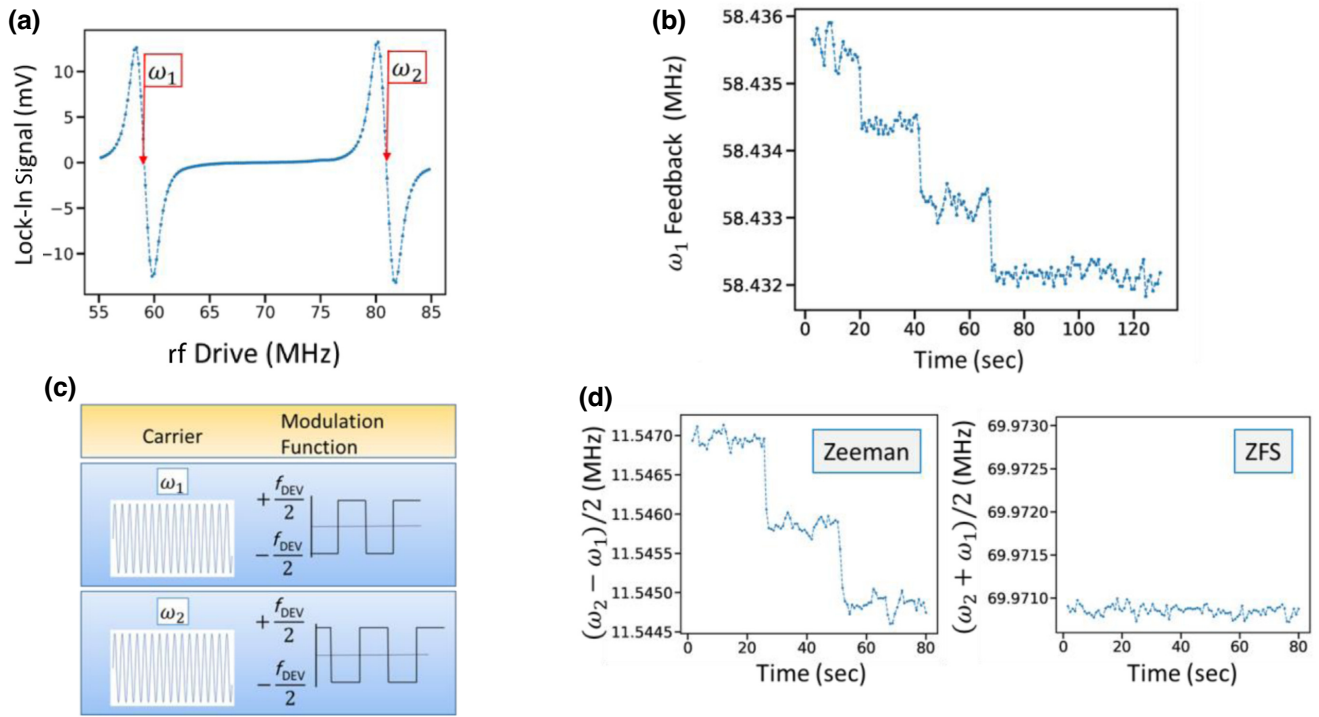 (a)
Lock-In Signal (mV)
10
5
0
−5
−10
ω1
ω2
55 60 65 70 75 80 85
rf Drive (MHz)
(b)
ω1 Feedback (MHz)
58.436
58.435
58.434
58.433
58.432
0 20 40 60 80 100 120
Time (sec)
(c)
Carrier
Modulation
Function
ω1
+ fDEV/2
− fDEV/2
ω2
+ fDEV/2
− fDEV/2
(d)
(ω2 − ω1)/2 (MHz)
11.5470
11.5465
11.5460
11.5455
11.5450
11.5445
Zeeman
0 20 40 60 80
Time (sec)
(ω2 + ω1)/2 (MHz)
69.9730
69.9725
69.9720
69.9715
69.9710
ZFS
0 20 40 60 80
Time (sec)